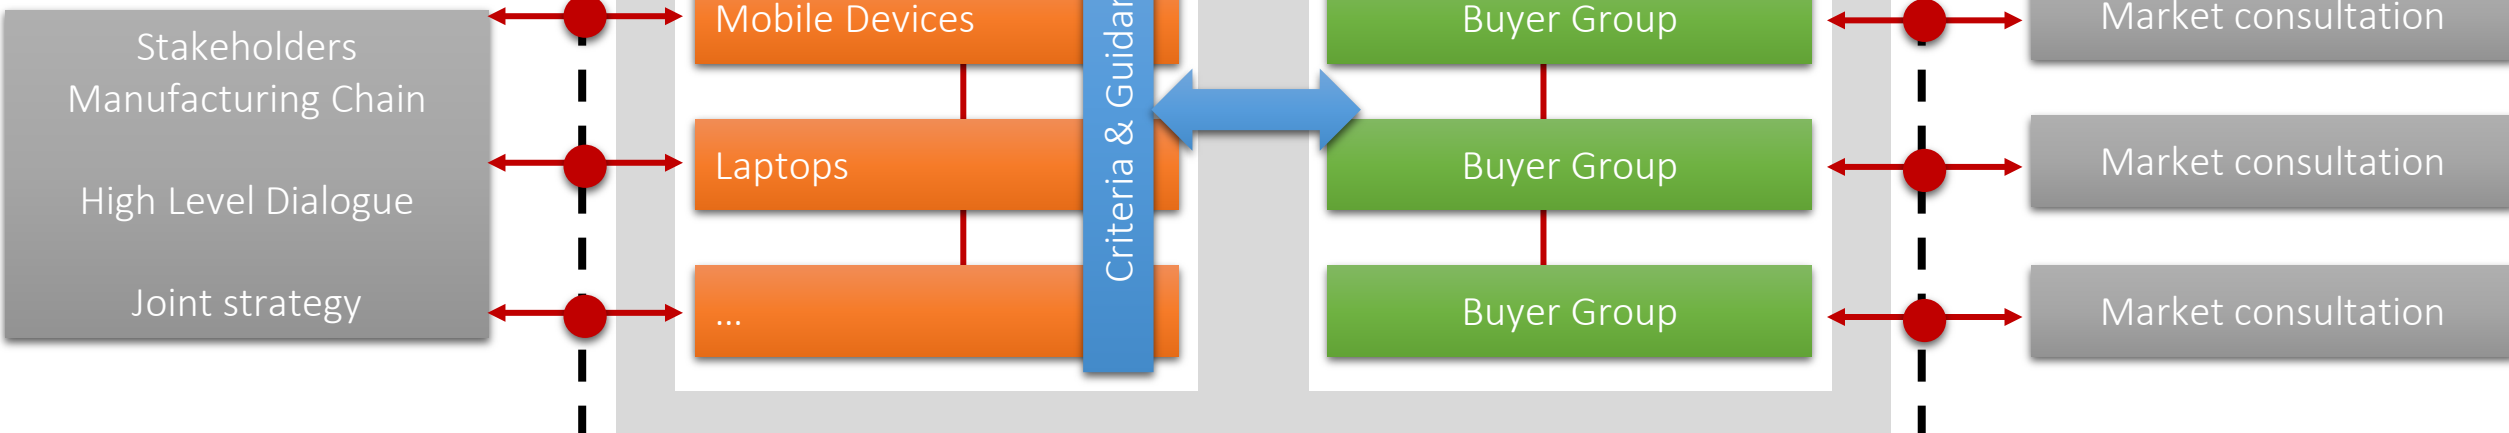 Stakeholders
Manufacturing Chain
High Level Dialogue
Joint strategy
Mobile Devices
Laptops
...
Criteria &
Buyer Group
Buyer Group
Buyer Group
Market consultation
Market consultation
Market consultation